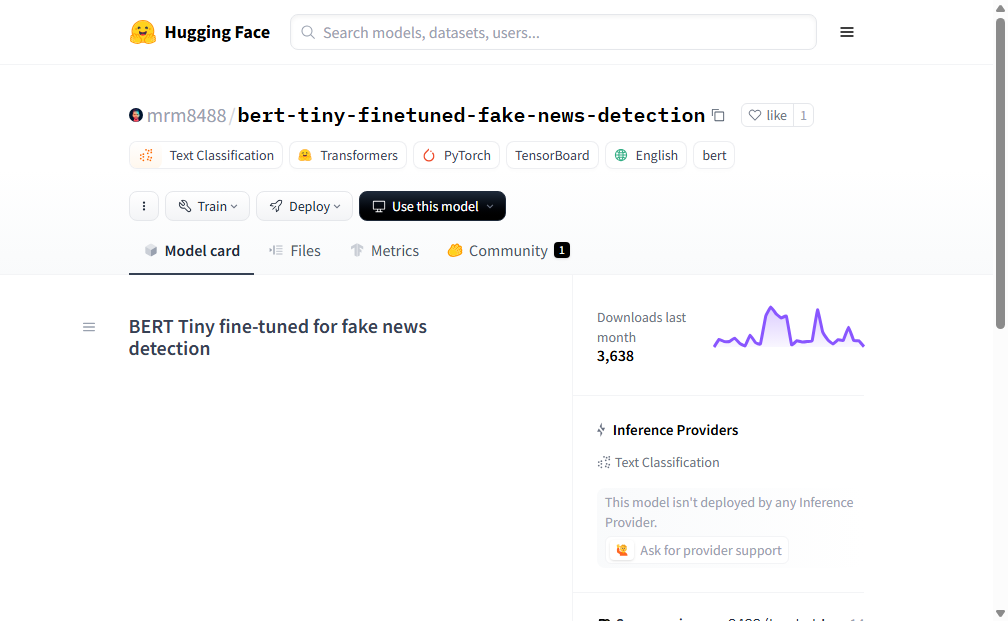 Hugging Face
Search models, datasets, users...
mrm8488/bert-tiny-finetuned-fake-news-detection
like 1
Text Classification
Transformers
PyTorch
TensorBoard
English
bert
Train
Deploy
Use this model
Model card
Files
Metrics
Community 1
BERT Tiny fine-tuned for fake news
detection
Downloads last
month
3,638
Inference Providers
Text Classification
This model isn't deployed by any Inference
Provider.
Ask for provider support